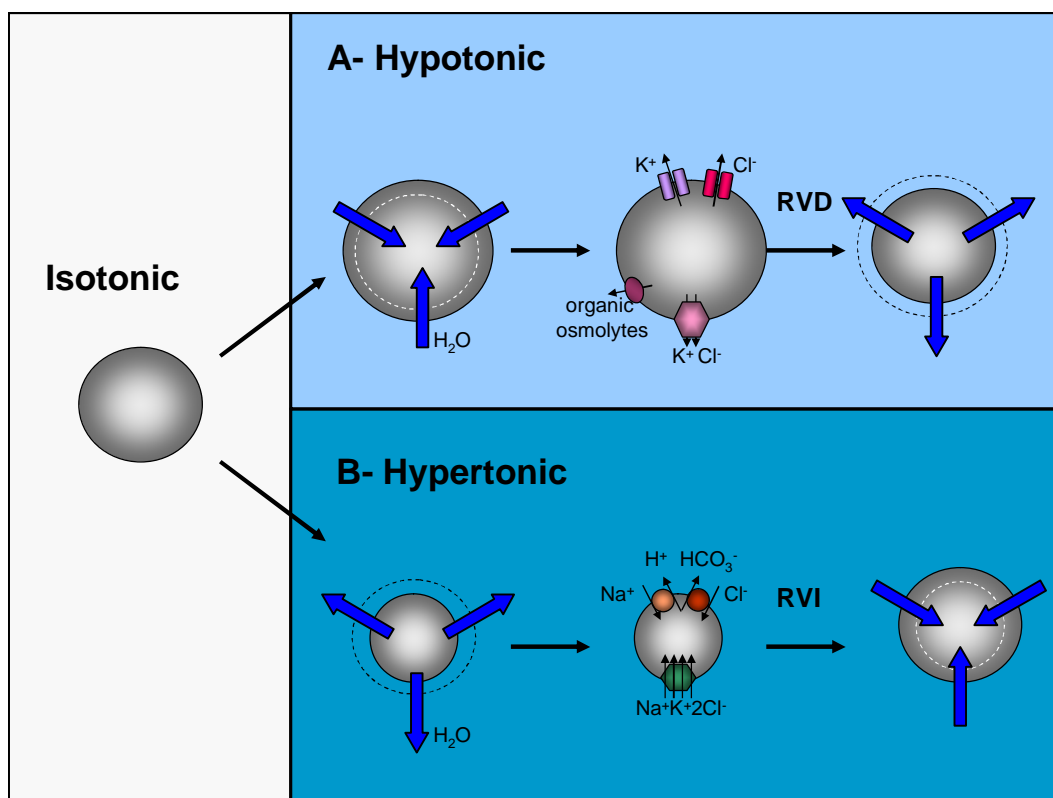 Isotonic
A- Hypotonic
H₂O
K⁺
Cl⁻
organic
osmolytes
K⁺ Cl⁻
RVD
B- Hypertonic
H₂O
H⁺
HCO₃⁻
Na⁺
Cl⁻
Na⁺K⁺2Cl⁻
RVI